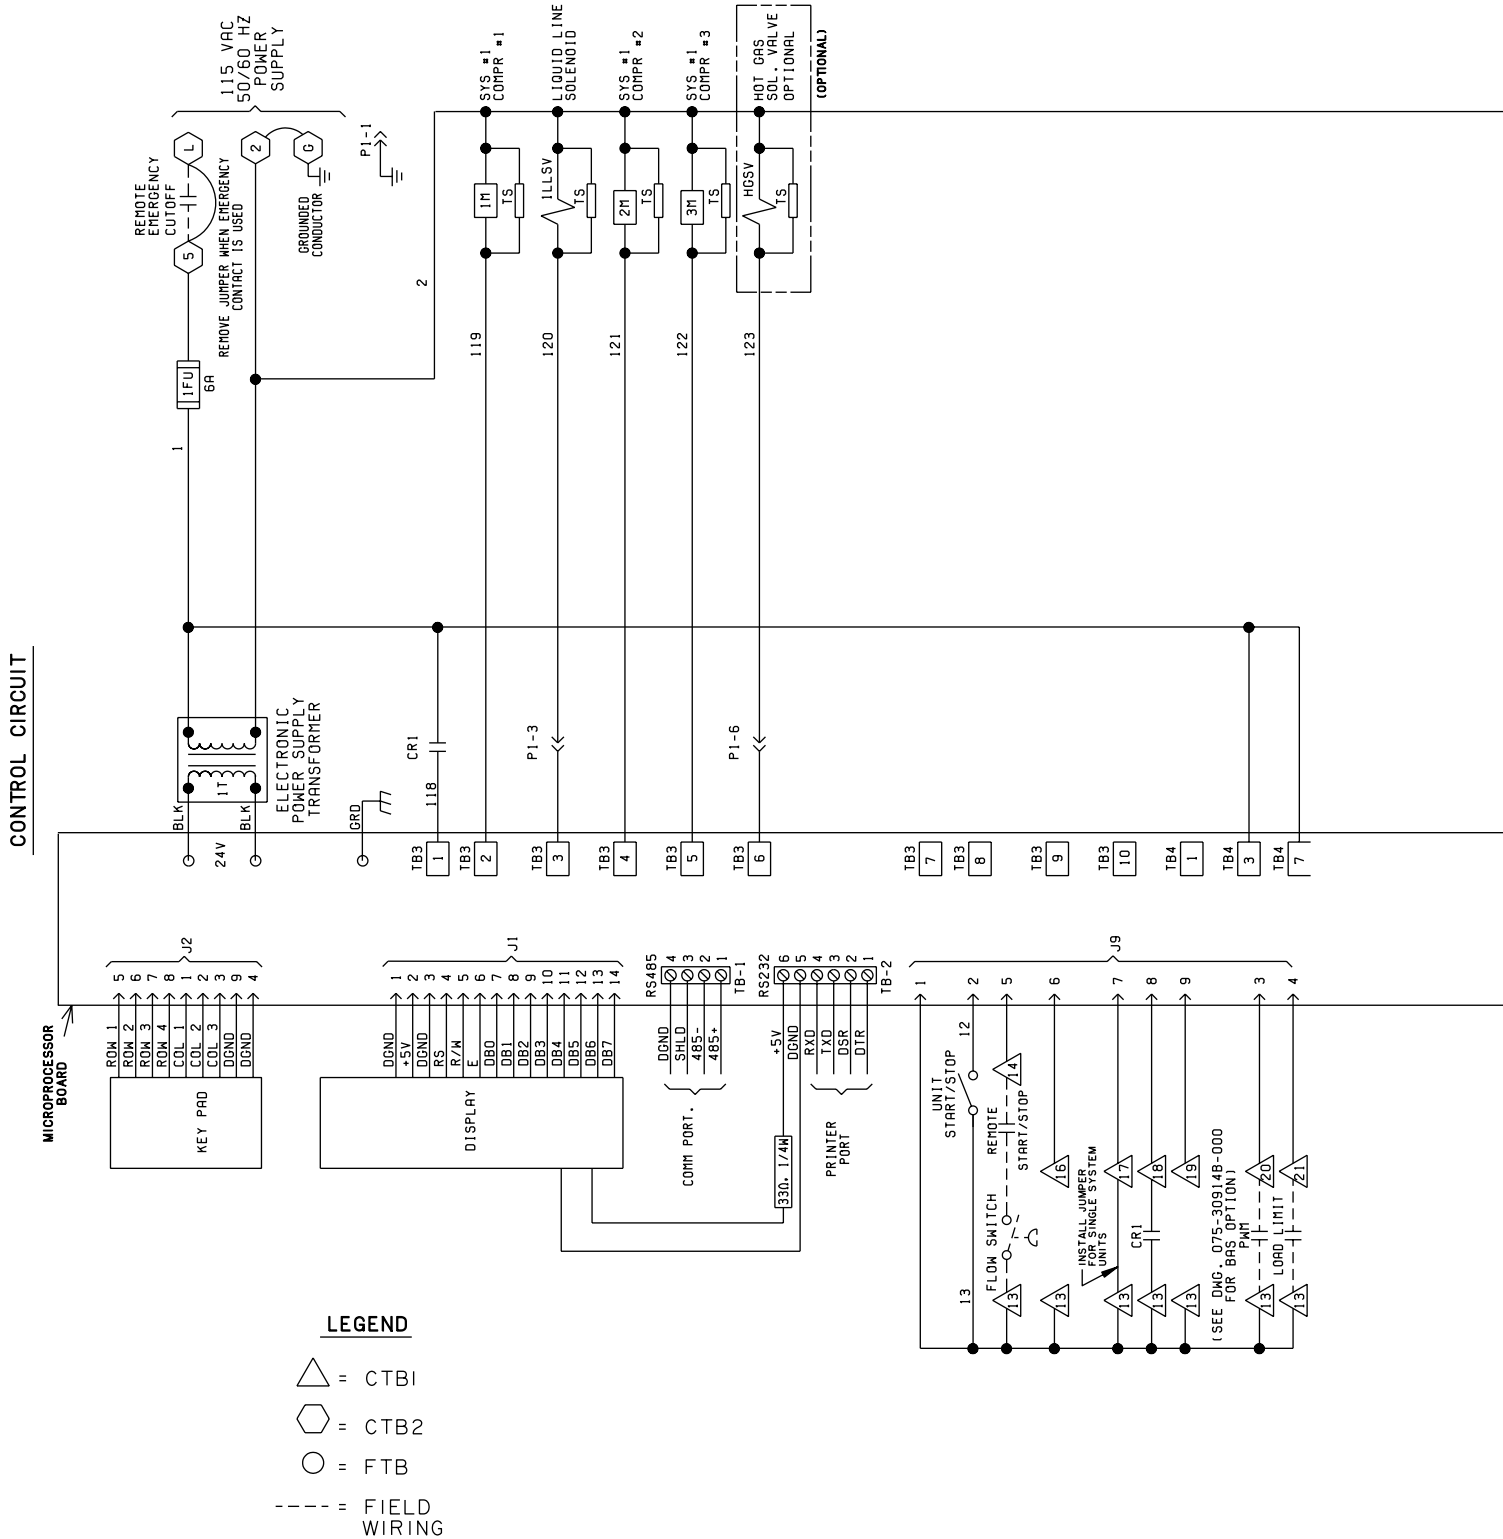 CONTROL CIRCUIT
115 VAC
50/60 HZ
POWER
SUPPLY
L
REMOTE
EMERGENCY
CUTOFF
5
REMOVE JUMPER WHEN EMERGENCY
CONTACT IS USED
2
G
GROUNDED
CONDUCTOR
P1-1
1FU
6A
1
2
BLK
BLK
1T
24V
ELECTRONIC
POWER SUPPLY
TRANSFORMER
GRD
SYS #1
COMPR #1
1M
TS
119
LIQUID LINE
SOLENOID
1LLSV
TS
120
SYS #1
COMPR #2
2M
TS
121
SYS #1
COMPR #3
3M
TS
122
HOT GAS
SOL. VALVE
OPTIONAL
(OPTIONAL)
HGSV
TS
123
CR1
118
P1-3
P1-6
TB3
1
TB3
2
TB3
3
TB3
4
TB3
5
TB3
6
TB3
7
TB3
8
TB3
9
TB3
10
TB4
1
TB4
3
TB4
7
MICROPROCESSOR
BOARD
J2
5
6
7
8
1
2
3
9
4
ROW 1
ROW 2
ROW 3
ROW 4
COL 1
COL 2
COL 3
DGND
DGND
KEY PAD
J1
1
2
3
4
5
6
7
8
9
10
11
12
13
14
DGND
+5V
DGND
RS
R/W
E
DB0
DB1
DB2
DB3
DB4
DB5
DB6
DB7
DISPLAY
RS485
4
3
2
1
TB-1
DGND
SHLD
485-
485+
COMM PORT.
RS232
6
5
4
3
2
1
TB-2
+5V
DGND
RXD
TXD
DSR
DTR
33Ω. 1/4W
PRINTER
PORT
J9
1
2
5
6
7
8
9
3
4
12
UNIT
START/STOP
13
14
REMOTE
START/STOP
FLOW SWITCH
13
16
13
17
INSTALL JUMPER
FOR SINGLE SYSTEM
UNITS
13
18
CR1
13
19
13
(SEE DWG. 075-30914B-000
FOR BAS OPTION)
20
PWM
13
21
LOAD LIMIT
13
LEGEND
= CTB1
= CTB2
= FTB
= FIELD
WIRING